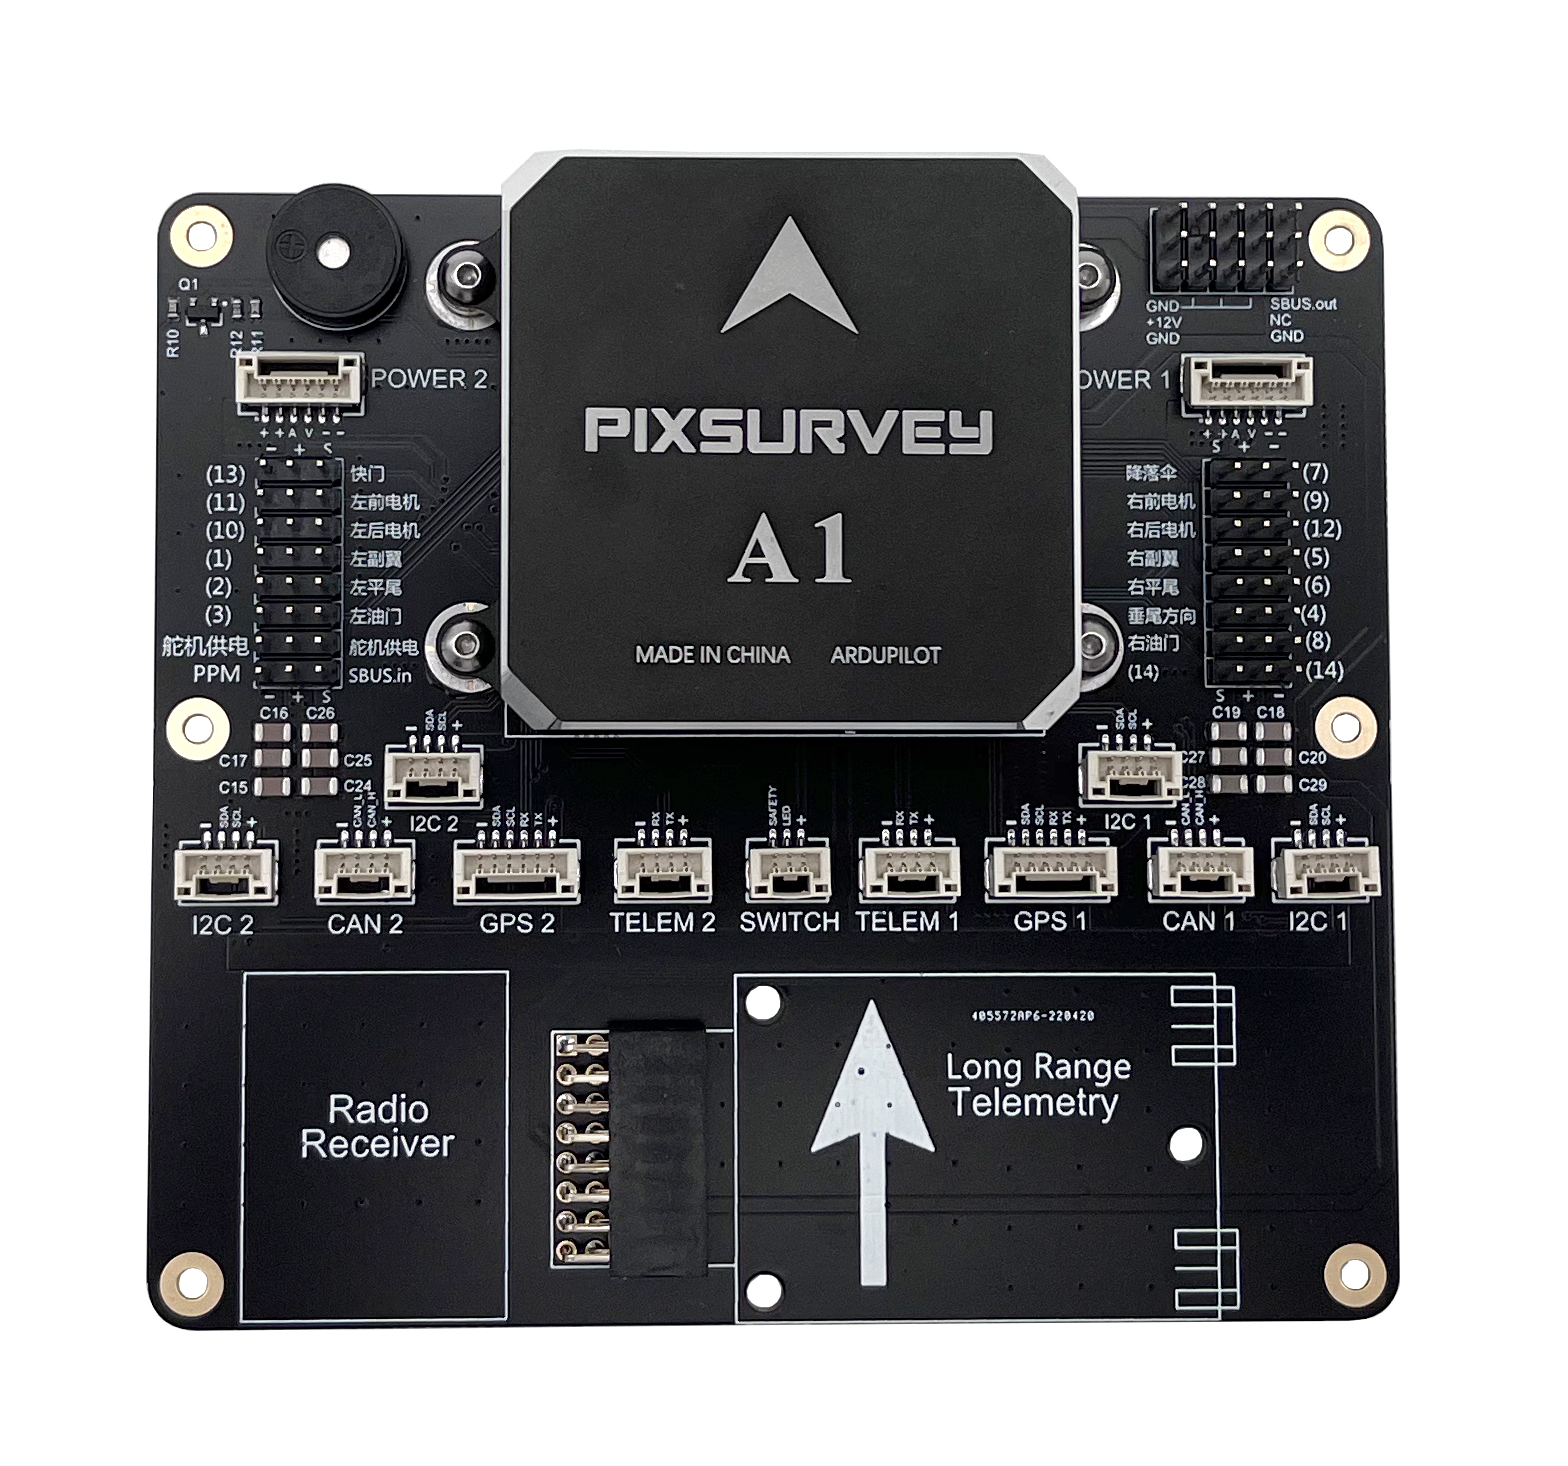 PIXSURVEY
A1
MADE IN CHINA ARDUPILOT
Q1
R10
R12
R11
POWER 2
+ + A V - -
- + S
(13) 快门
(11) 左前电机
(10) 左后电机
(1) 左副翼
(2) 左平尾
(3) 左油门
舵机供电 舵机供电
PPM SBUS.in
- + S
C16 C26
C17 C25
C15 C24
GND SBUS.out
+12V NC
GND GND
OWER 1
+ + A V - -
S + -
降落伞 (7)
右前电机 (9)
右后电机 (12)
右副翼 (5)
右平尾 (6)
垂尾方向 (4)
右油门 (8)
(14) (14)
S + -
C19 C18
C27 C20
C28 C29
- SDA SCL +
I2C 2
- SDA SCL +
I2C 1
- SDA SCL +
I2C 2
- CAN_L CAN_H +
CAN 2
- SDA SCL RX TX +
GPS 2
- RX TX +
TELEM 2
SAFETY LED +
SWITCH
- RX TX +
TELEM 1
- SDA SCL RX TX +
GPS 1
- CAN_L CAN_H +
CAN 1
- SDA SCL +
I2C 1
Radio
Receiver
405572AP6-220420
Long Range
Telemetry